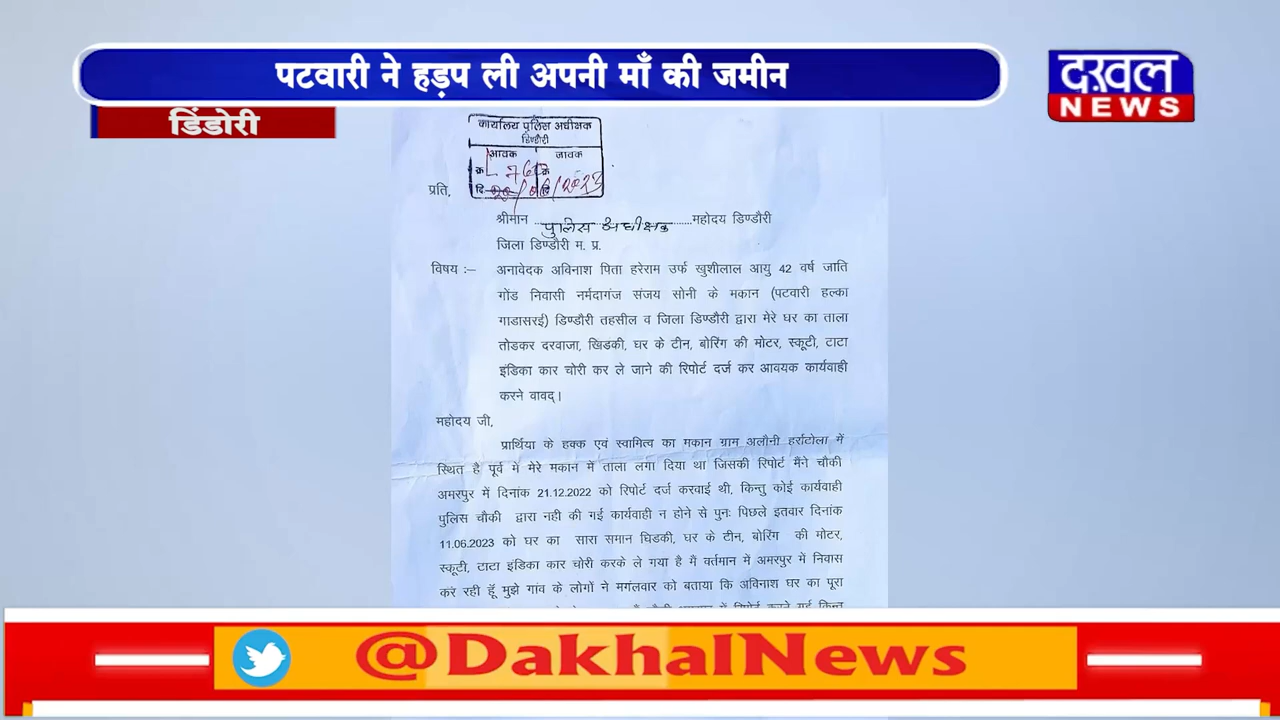 पटवारी ने हड़प ली अपनी माँ की जमीन
दख़ल
NEWS
डिंडोरी
कार्यालय पुलिस अधीक्षक
डिण्डौरी
आवक जावक
प्रति,
श्रीमान पुलिस अधीक्षक महोदय डिण्डौरी
जिला डिण्डौरी म. प्र.
विषय :– अनावेदक अविनाश पिता हरेराम उर्फ खुशीलाल आयु 42 वर्ष जाति
गोंड निवासी नर्मदागंज संजय सोनी के मकान (पटवारी हल्का
गाडासरई) डिण्डौरी तहसील व जिला डिण्डौरी द्वारा मेरे घर का ताला
तोडकर दरवाजा, खिडकी, घर के टीन, बोरिंग की मोटर, स्कूटी, टाटा
इंडिका कार चोरी कर ले जाने की रिपोर्ट दर्ज कर आवयक कार्यवाही
करने वावद्।
महोदय जी,
प्रार्थिया के हक्क एवं स्वामित्व का मकान ग्राम अलौनी हर्राटोला में
स्थित है पूर्व में मेरे मकान में ताला लगा दिया था जिसकी रिपोर्ट मैंने चौकी
अमरपुर में दिनांक 21.12.2022 को रिपोर्ट दर्ज करवाई थी, किन्तु कोई कार्यवाही
पुलिस चौकी द्वारा नही की गई कार्यवाही न होने से पुनः पिछले इतवार दिनांक
11.06.2023 को घर का सारा समान घिडकी, घर के टीन, बोरिंग की मोटर,
स्कूटी, टाटा इंडिका कार चोरी करके ले गया है मैं वर्तमान में अमरपुर में निवास
कर रही हूँ मुझे गांव के लोगों ने मगंलवार को बताया कि अविनाश घर का पूरा
@DakhalNews